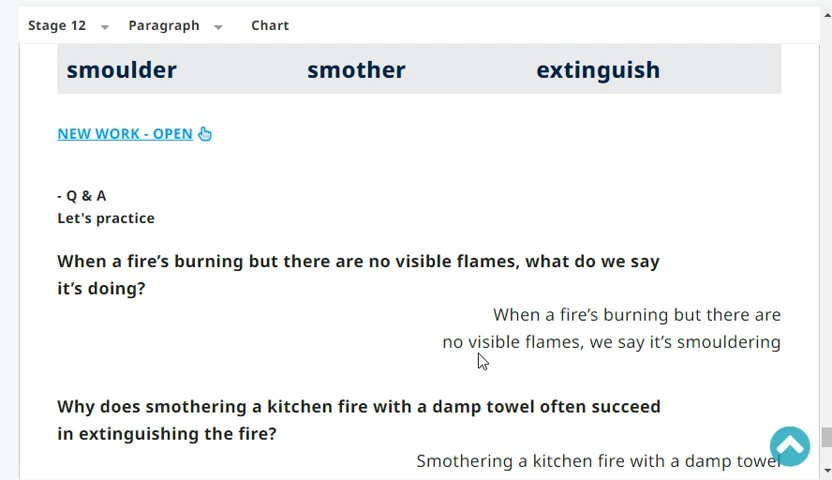 Stage 12 Paragraph Chart
smoulder smother extinguish
NEW WORK - OPEN
- Q & A
Let's practice
When a fire’s burning but there are no visible flames, what do we say
it’s doing?
When a fire’s burning but there are
no visible flames, we say it’s smouldering
Why does smothering a kitchen fire with a damp towel often succeed
in extinguishing the fire?
Smothering a kitchen fire with a damp towel